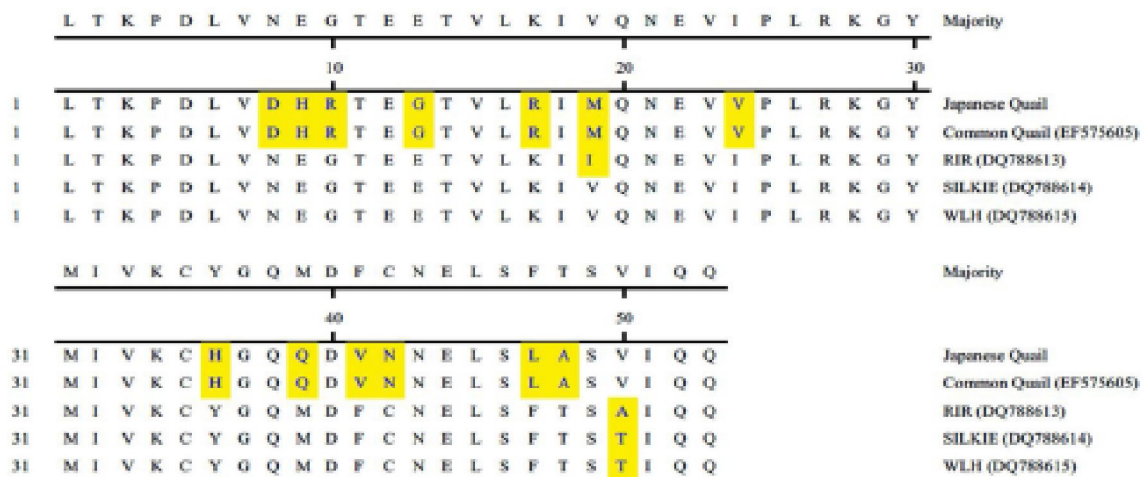 L T K P D L V N E G T E E T V L K I V Q N E V I P L R K G Y Majority
10 20 30
1 L T K P D L V D H R T E G T V L R I M Q N E V V P L R K G Y Japanese Quail
1 L T K P D L V D H R T E G T V L R I M Q N E V V P L R K G Y Common Quail (EF575605)
1 L T K P D L V N E G T E E T V L K I I Q N E V I P L R K G Y RIR (DQ788613)
1 L T K P D L V N E G T E E T V L K I V Q N E V I P L R K G Y SILKIE (DQ788614)
1 L T K P D L V N E G T E E T V L K I V Q N E V I P L R K G Y WLH (DQ788615)
M I V K C Y G Q M D F C N E L S F T S V I Q Q Majority
40 50
31 M I V K C H G Q Q D V N N E L S L A S V I Q Q Japanese Quail
31 M I V K C H G Q Q D V N N E L S L A S V I Q Q Common Quail (EF575605)
31 M I V K C Y G Q M D F C N E L S F T S A I Q Q RIR (DQ788613)
31 M I V K C Y G Q M D F C N E L S F T S T I Q Q SILKIE (DQ788614)
31 M I V K C Y G Q M D F C N E L S F T S T I Q Q WLH (DQ788615)